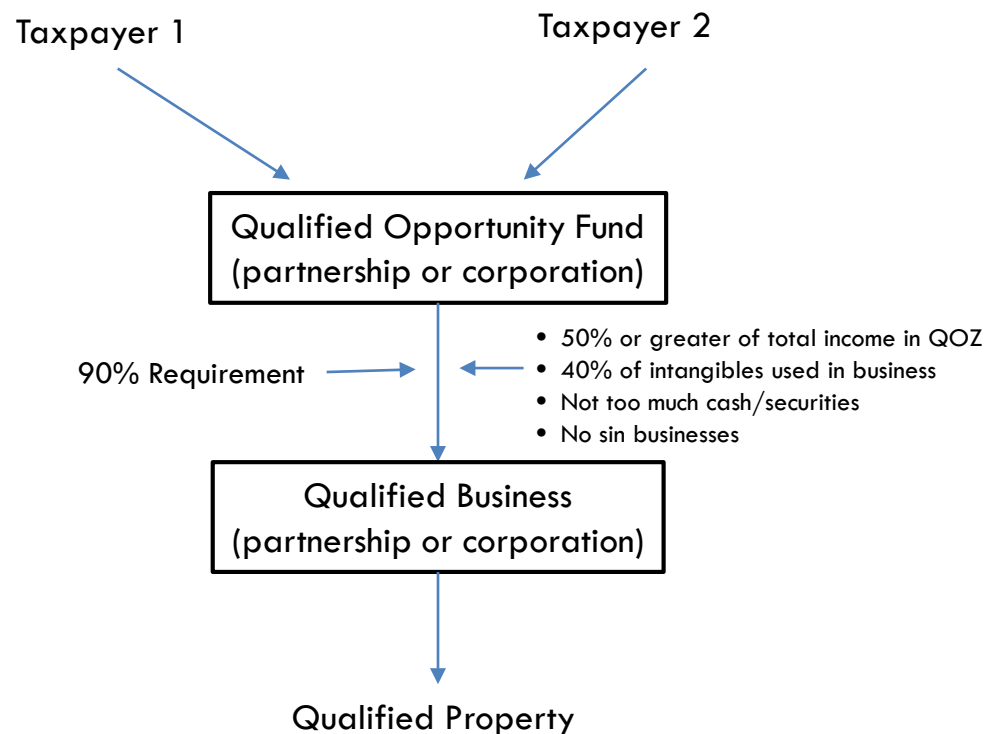 Taxpayer 1
Taxpayer 2
Qualified Opportunity Fund
(partnership or corporation)
90% Requirement
• 50% or greater of total income in QOZ
• 40% of intangibles used in business
• Not too much cash/securities
• No sin businesses
Qualified Business
(partnership or corporation)
Qualified Property